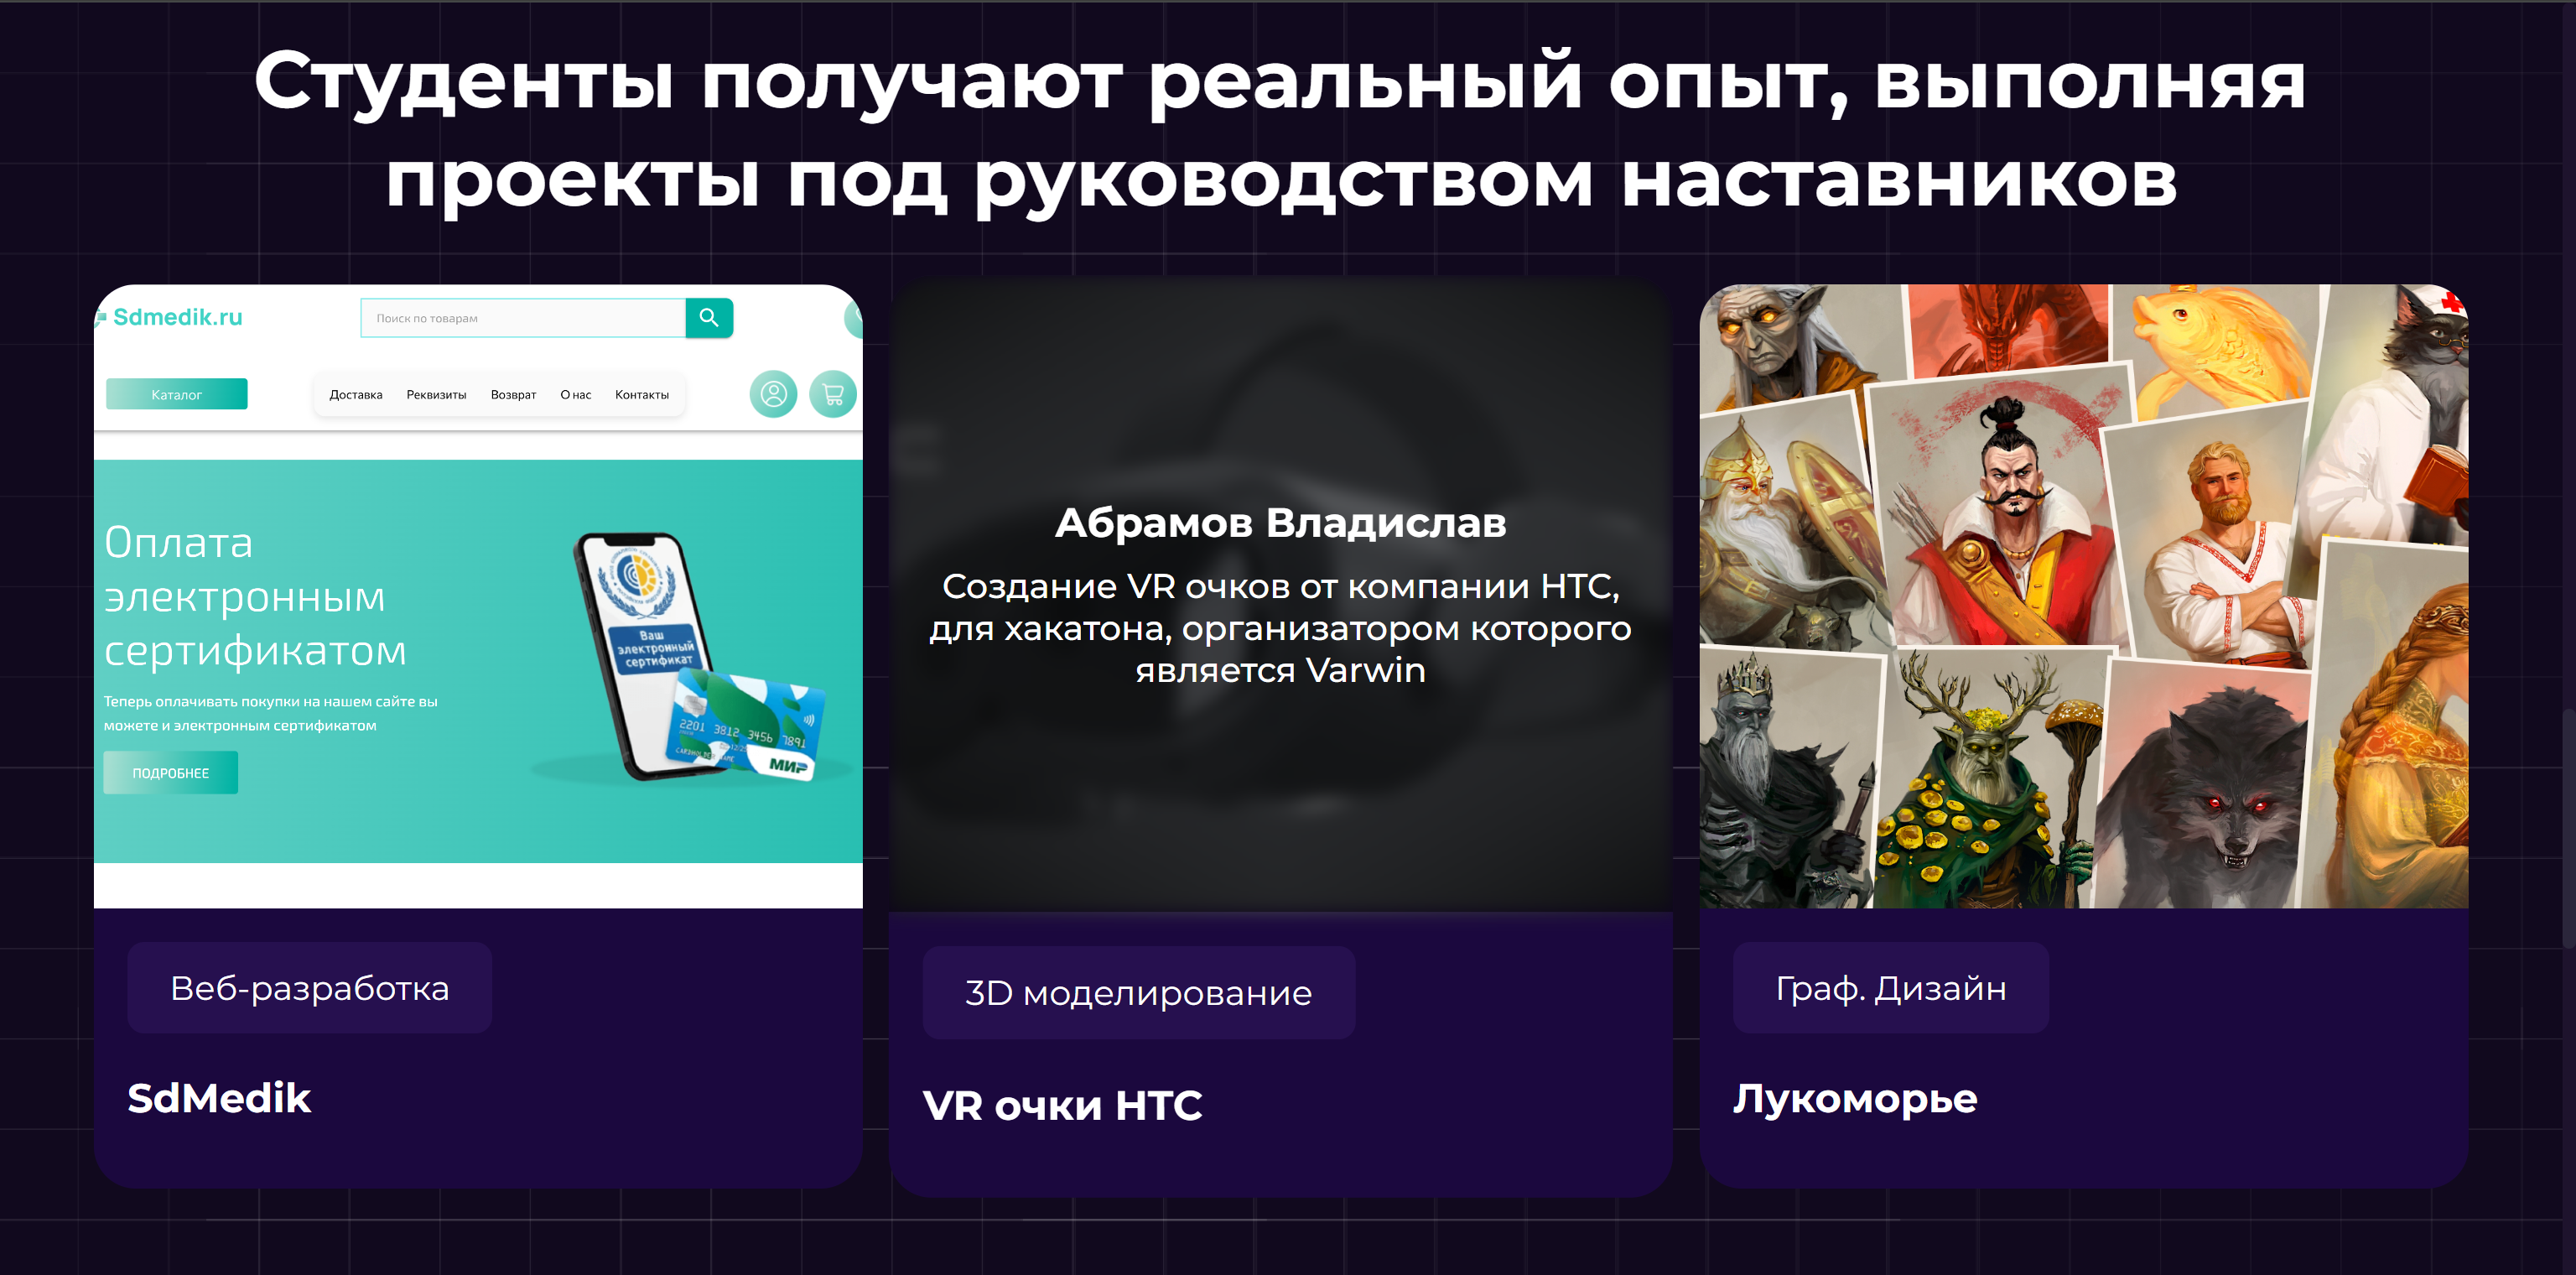 Студенты получают реальный опыт, выполняя
проекты под руководством наставников
Sdmedik.ru
Поиск по товарам
Каталог
Доставка Реквизиты Возврат О нас Контакты
Оплата
электронным
сертификатом
Теперь оплачивать покупки на нашем сайте вы
можете и электронным сертификатом
ПОДРОБНЕЕ
Ваш
электронный
сертификат
2201 3812 3456 7891
МИР
Веб-разработка
SdMedik
Абрамов Владислав
Создание VR очков от компании HTC,
для хакатона, организатором которого
является Varwin
3D моделирование
VR очки HTC
Граф. Дизайн
Лукоморье